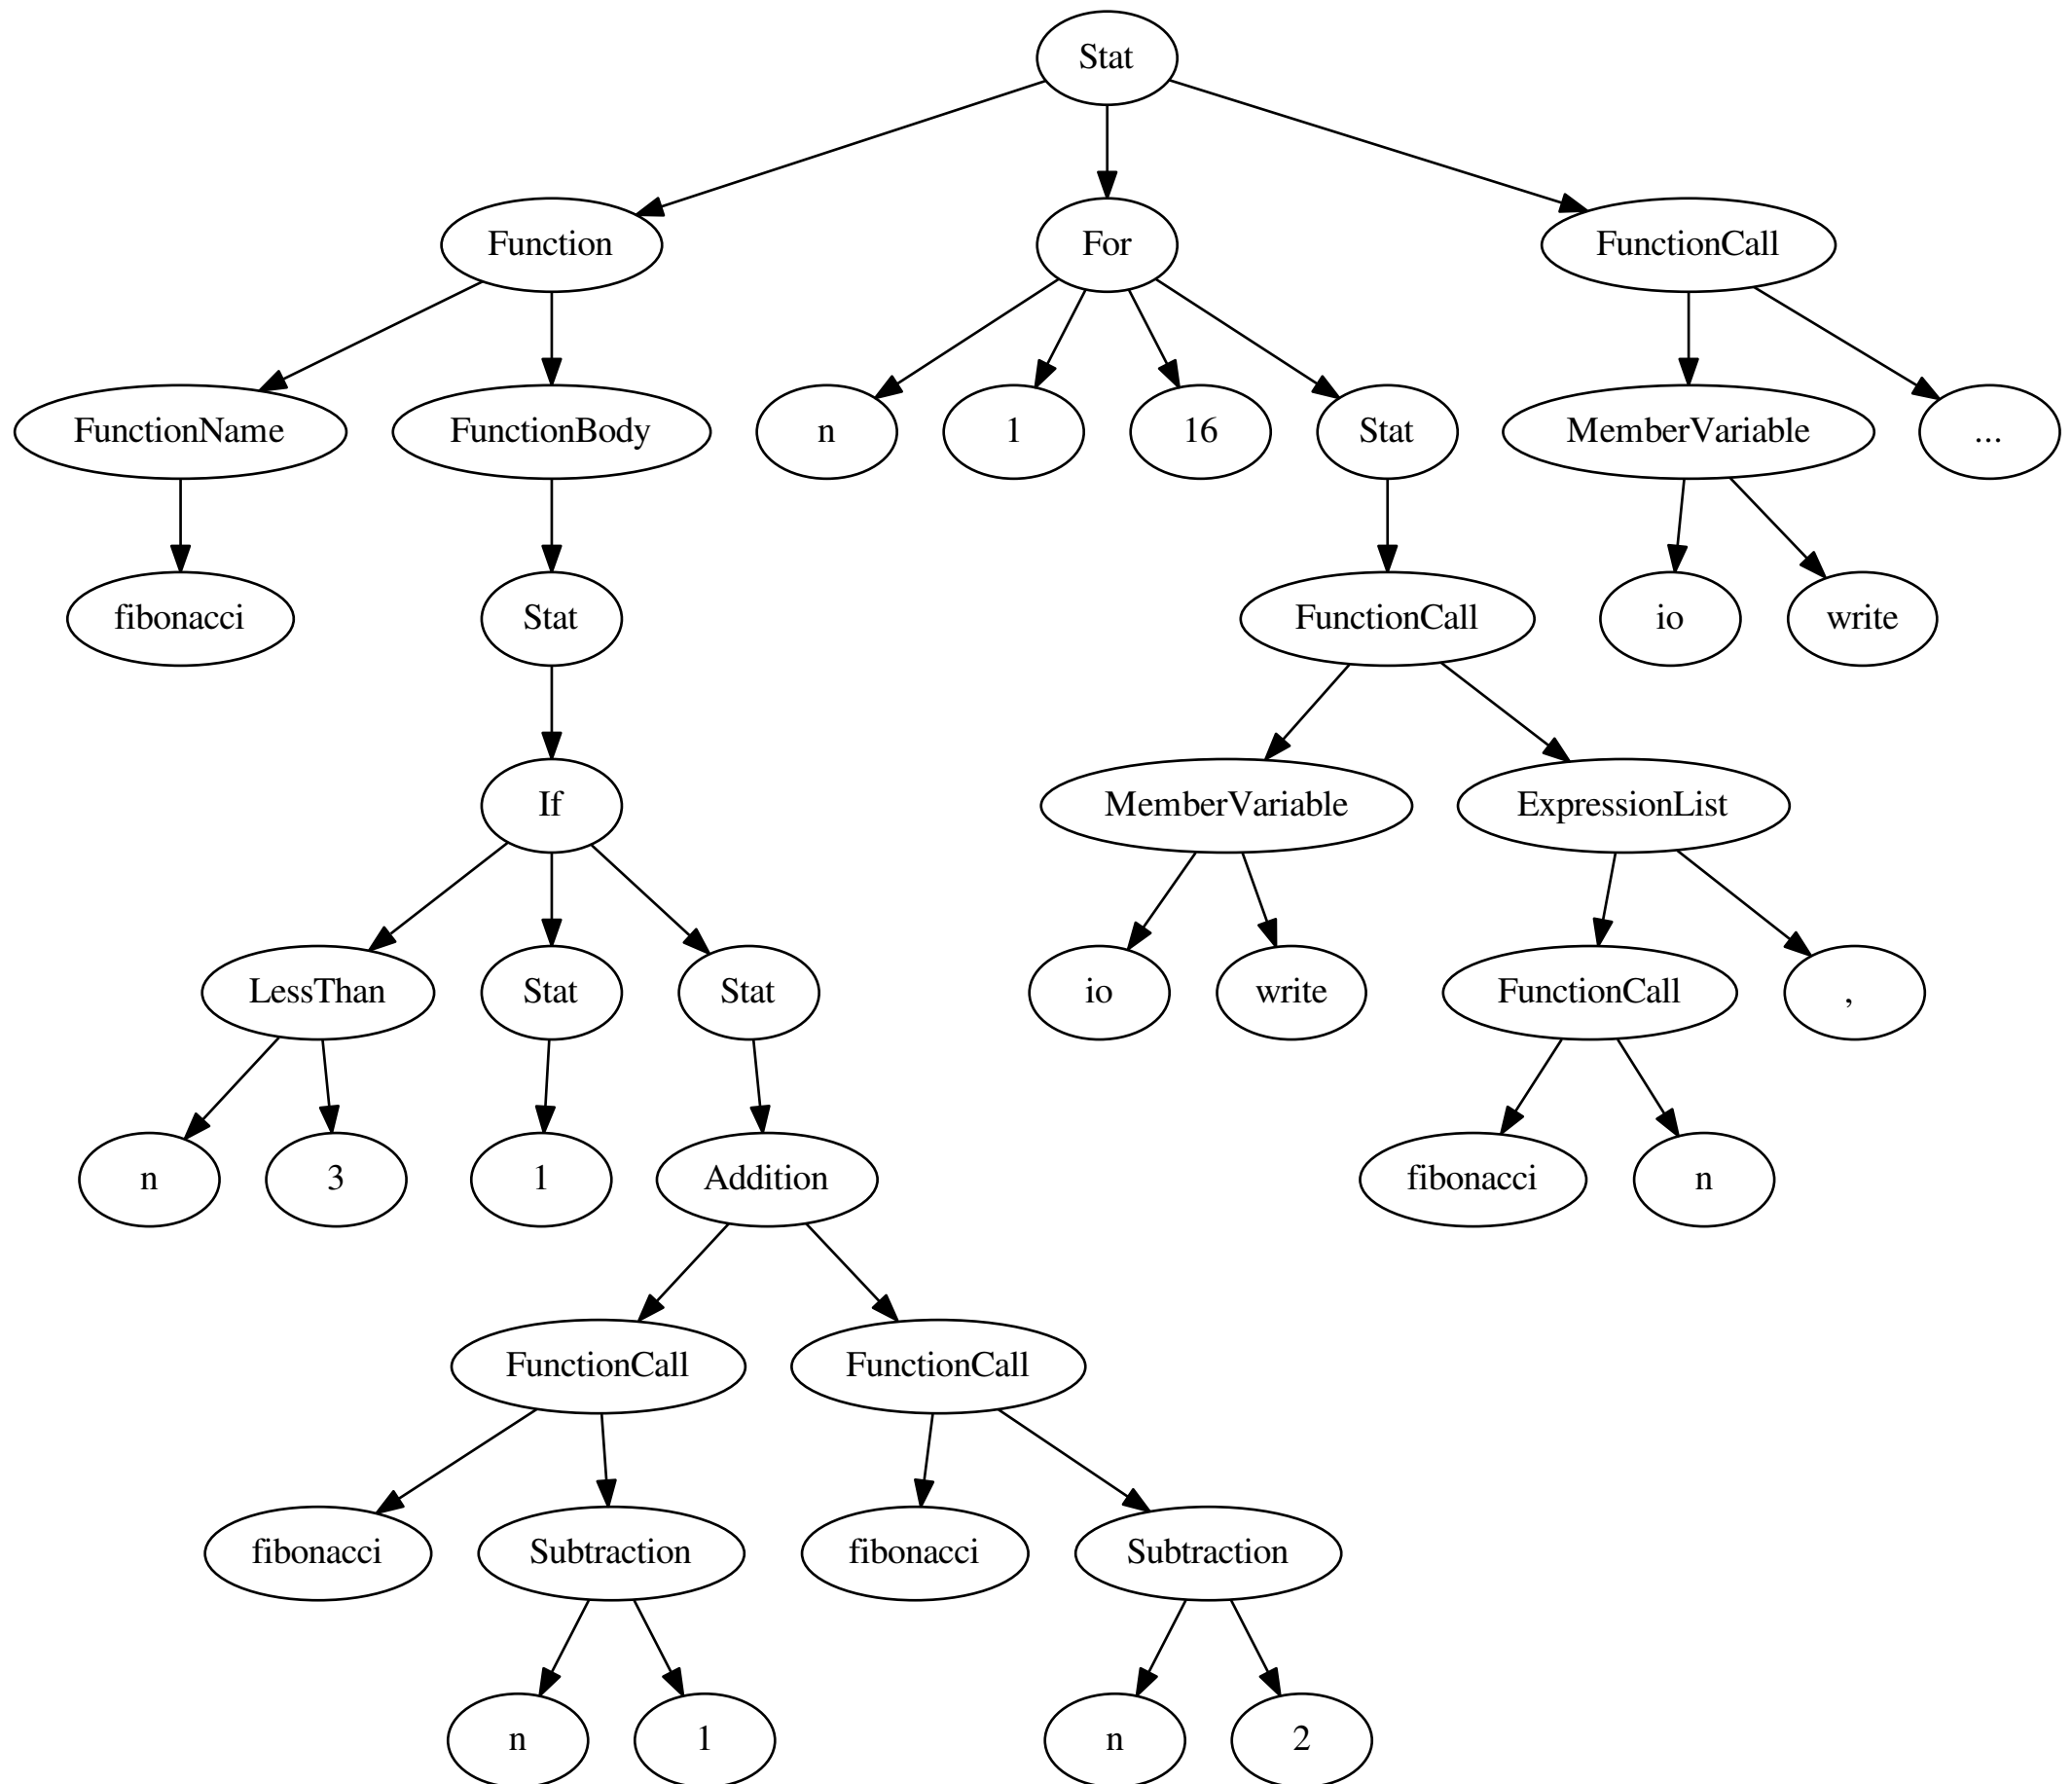 Stat
Function
For
FunctionCall
FunctionName
FunctionBody
n
1
16
Stat
MemberVariable
...
fibonacci
Stat
FunctionCall
io
write
If
MemberVariable
ExpressionList
LessThan
Stat
Stat
io
write
FunctionCall
,
n
3
1
Addition
fibonacci
n
FunctionCall
FunctionCall
fibonacci
Subtraction
fibonacci
Subtraction
n
1
n
2